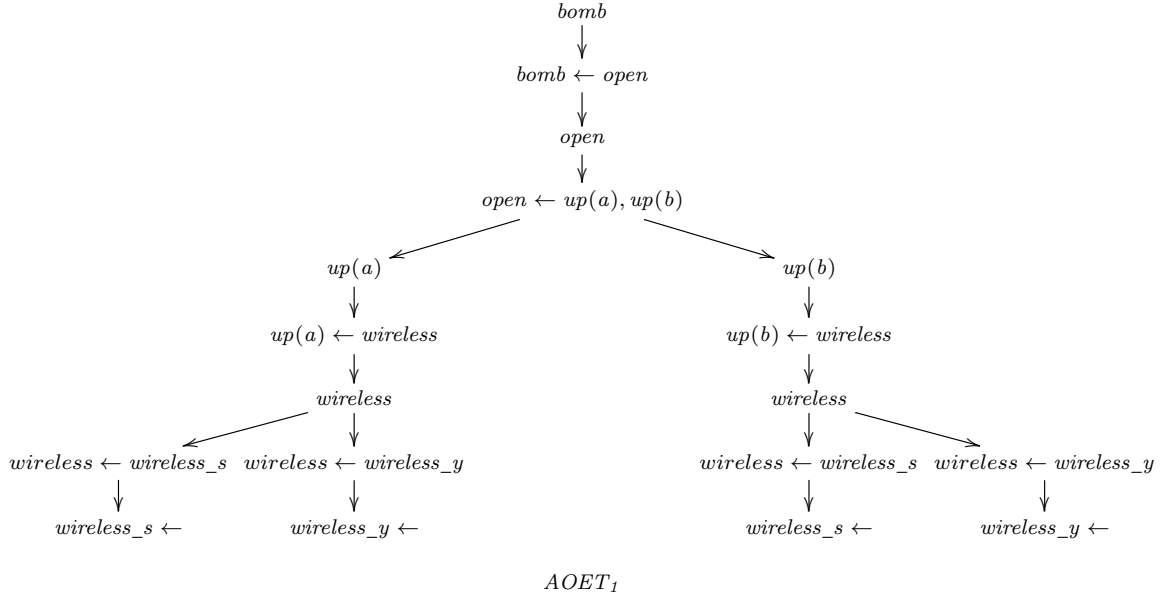 bomb
bomb ← open
open
open ← up(a), up(b)
up(a) up(b)
up(a) ← wireless up(b) ← wireless
wireless wireless
wireless ← wireless_s wireless ← wireless_y wireless ← wireless_s wireless ← wireless_y
wireless_s ← wireless_y ← wireless_s ← wireless_y ←
AOET₁